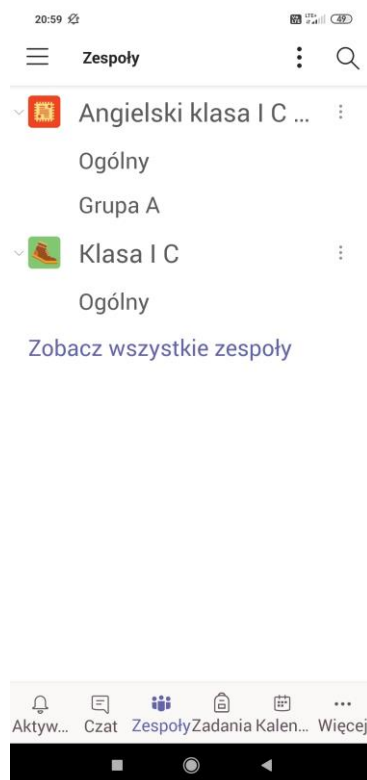 20:59
Zespoły
Angielski klasa I C ...
Ogólny
Grupa A
Klasa I C
Ogólny
Zobacz wszystkie zespoły
Aktyw... Czat Zespoły Zadania Kalen... Więcej